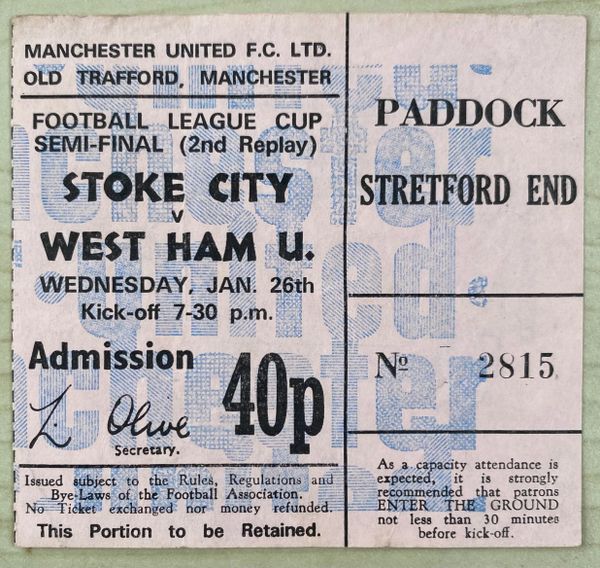 MANCHESTER UNITED F.C. LTD.
OLD TRAFFORD, MANCHESTER
FOOTBALL LEAGUE CUP
SEMI-FINAL (2nd Replay)
STOKE CITY
v
WEST HAM U.
WEDNESDAY, JAN. 26th
Kick-off 7-30 p.m.
Admission 40p
L. Olive
Secretary.
Issued subject to the Rules, Regulations and
Bye-Laws of the Football Association.
No Ticket exchanged nor money refunded.
This Portion to be Retained.
PADDOCK
STRETFORD END
No 2815
As a capacity attendance is
expected, it is strongly
recommended that patrons
ENTER THE GROUND
not less than 30 minutes
before kick-off.